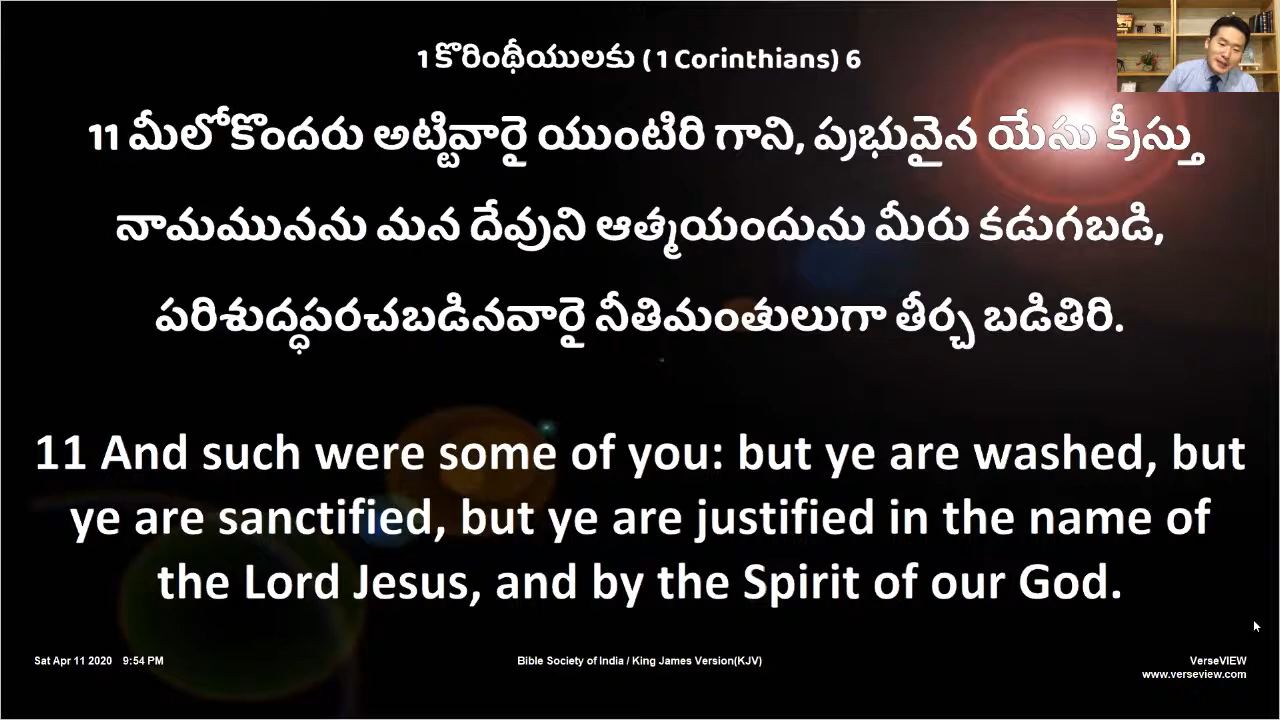 1 కొరింథీయులకు ( 1 Corinthians) 6
11 మీలోకొందరు అట్టివారై యుంటిరి గాని, ప్రభువైన యేసు క్రీస్తు
నామమునను మన దేవుని ఆత్మయందును మీరు కడుగబడి,
పరిశుద్ధపరచబడినవారై నీతిమంతులుగా తీర్చ బడితిరి.
11 And such were some of you: but ye are washed, but
ye are sanctified, but ye are justified in the name of
the Lord Jesus, and by the Spirit of our God.
Sat Apr 11 2020 9:54 PM
Bible Society of India / King James Version(KJV)
VerseVIEW
www.verseview.com